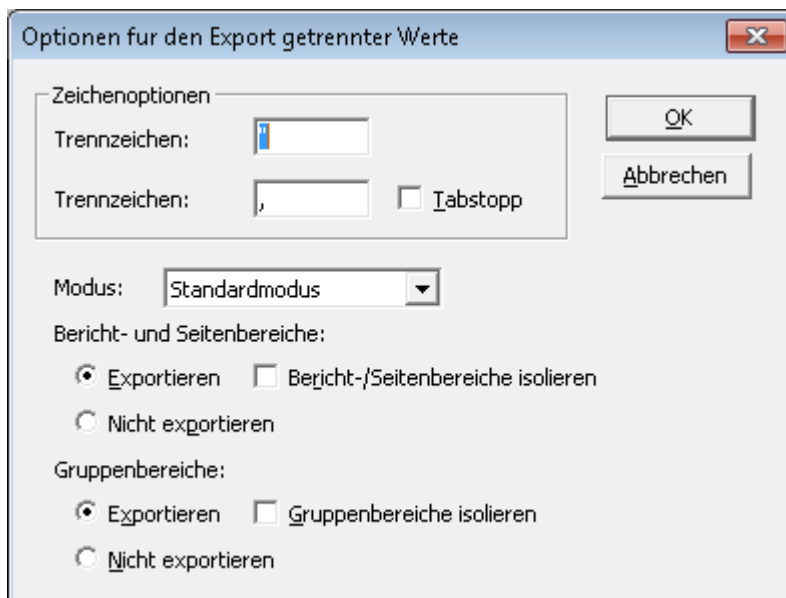 Optionen fur den Export getrennter Werte
Zeichenoptionen
OK
Trennzeichen: "
Abbrechen
Trennzeichen: , Tabstopp
Modus: Standardmodus
Bericht- und Seitenbereiche:
Exportieren Bericht-/Seitenbereiche isolieren
Nicht exportieren
Gruppenbereiche:
Exportieren Gruppenbereiche isolieren
Nicht exportieren